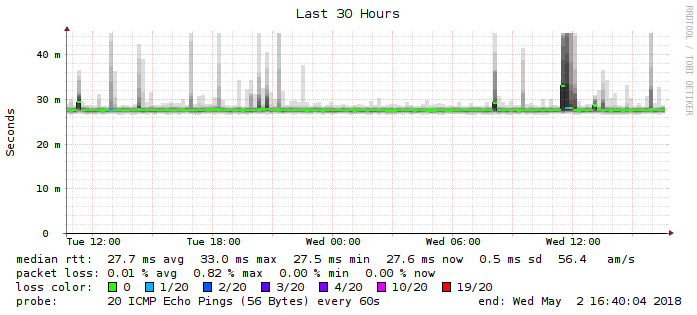 Last 30 Hours
RRDTOOL / TOBI OETIKER
Seconds
40 m
30 m
20 m
10 m
0
Tue 12:00 Tue 18:00 Wed 00:00 Wed 06:00 Wed 12:00
median rtt: 27.7 ms avg 33.0 ms max 27.5 ms min 27.6 ms now 0.5 ms sd 56.4 am/s
packet loss: 0.01 % avg 0.82 % max 0.00 % min 0.00 % now
loss color: 0 1/20 2/20 3/20 4/20 10/20 19/20
probe: 20 ICMP Echo Pings (56 Bytes) every 60s end: Wed May 2 16:40:04 2018